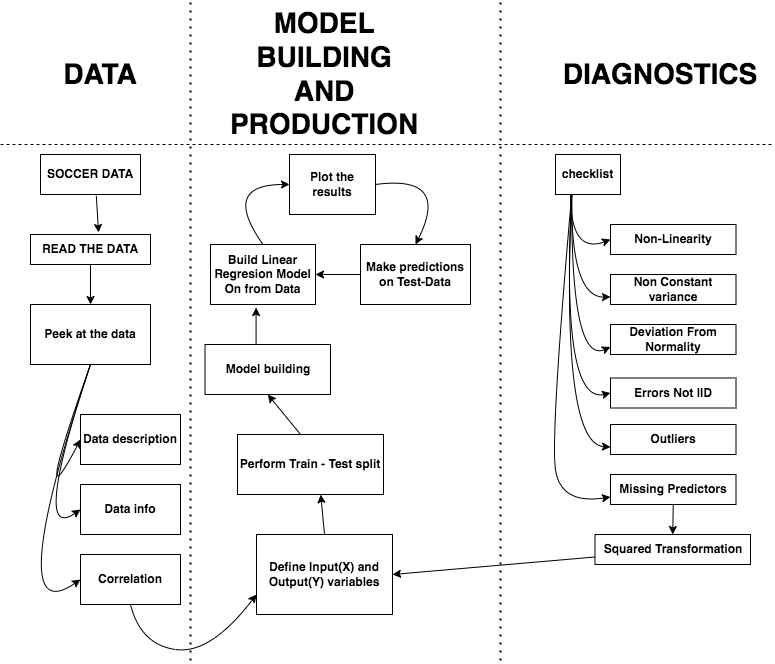 DATA
MODEL
BUILDING
AND
PRODUCTION
DIAGNOSTICS
SOCCER DATA
READ THE DATA
Peek at the data
Data description
Data info
Correlation
Plot the
results
Build Linear
Regresion Model
On from Data
Make predictions
on Test-Data
Model building
Perform Train - Test split
Define Input(X) and
Output(Y) variables
checklist
Non-Linearity
Non Constant
variance
Deviation From
Normality
Errors Not IID
Outliers
Missing Predictors
Squared Transformation